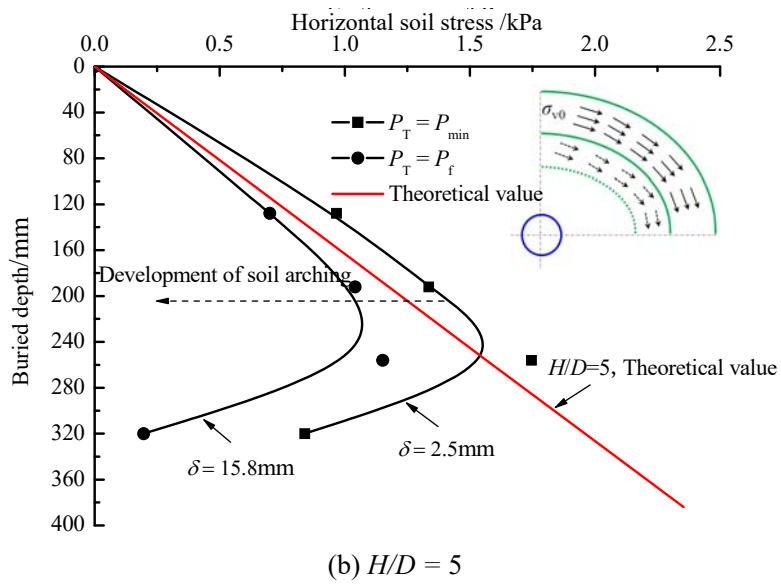 Horizontal soil stress /kPa
0.0 0.5 1.0 1.5 2.0 2.5
0
40
80
120
160
200
240
280
320
360
400
Buried depth/mm
P_T = P_min
P_T = P_f
Theoretical value
σ_v0
Development of soil arching
H/D=5, Theoretical value
δ = 15.8mm
δ = 2.5mm
(b) H/D = 5